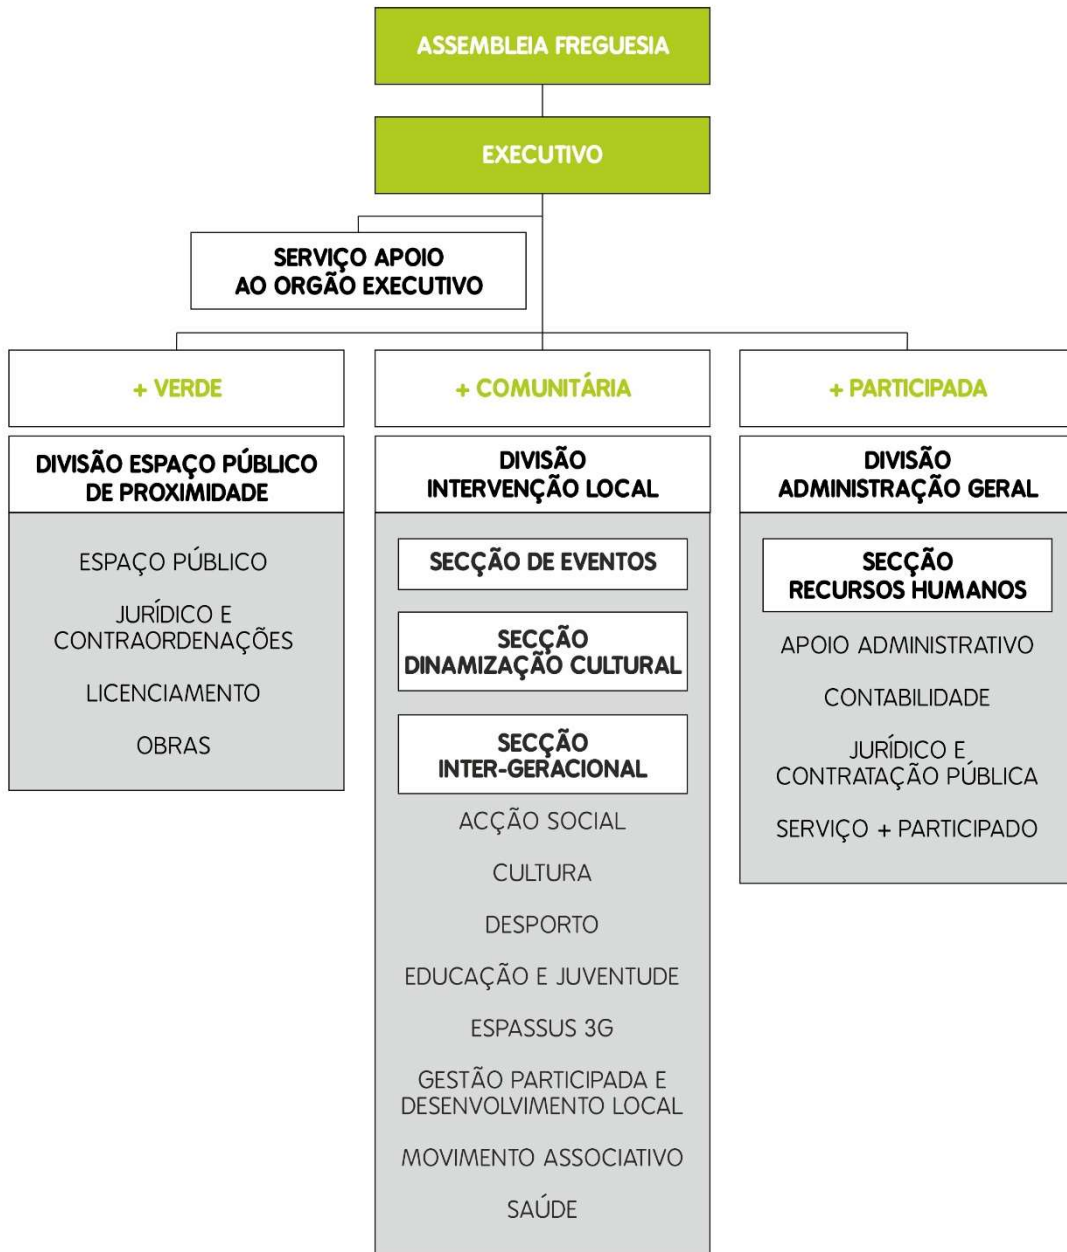 ASSEMBLEIA FREGUESIA
EXECUTIVO
SERVIÇO APOIO
AO ORGÃO EXECUTIVO
+ VERDE
DIVISÃO ESPAÇO PÚBLICO
DE PROXIMIDADE
ESPAÇO PÚBLICO
JURÍDICO E
CONTRAORDENAÇÕES
LICENCIAMENTO
OBRAS
+ COMUNITÁRIA
DIVISÃO
INTERVENÇÃO LOCAL
SECÇÃO DE EVENTOS
SECÇÃO
DINAMIZAÇÃO CULTURAL
SECÇÃO
INTER-GERACIONAL
ACÇÃO SOCIAL
CULTURA
DESPORTO
EDUCAÇÃO E JUVENTUDE
ESPASSUS 3G
GESTÃO PARTICIPADA E
DESENVOLVIMENTO LOCAL
MOVIMENTO ASSOCIATIVO
SAÚDE
+ PARTICIPADA
DIVISÃO
ADMINISTRAÇÃO GERAL
SECÇÃO
RECURSOS HUMANOS
APOIO ADMINISTRATIVO
CONTABILIDADE
JURÍDICO E
CONTRATAÇÃO PÚBLICA
SERVIÇO + PARTICIPADO